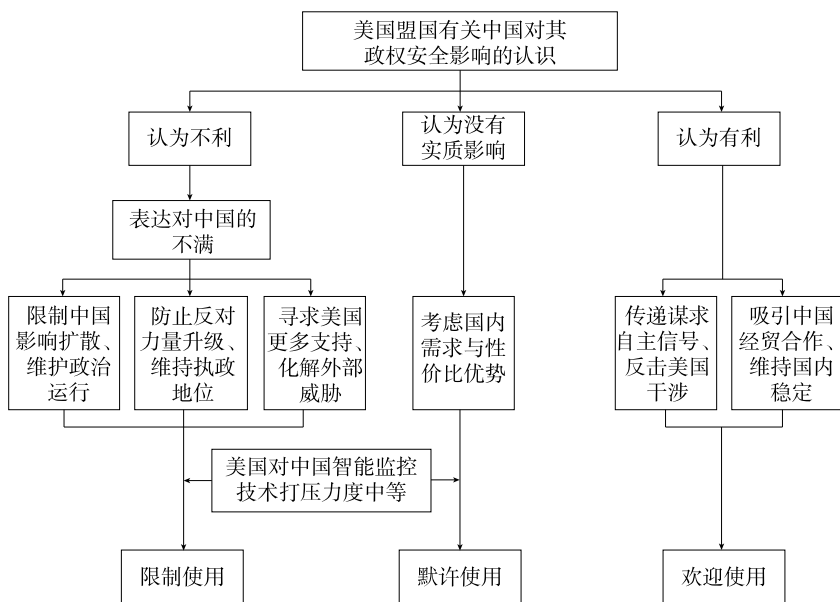 美国盟国有关中国对其
政权安全影响的认识
认为不利
认为没有
实质影响
认为有利
表达对中国的
不满
限制中国
影响扩散、
维护政治
运行
防止反对
力量升级、
维持执政
地位
寻求美国
更多支持、
化解外部
威胁
考虑国内
需求与性
价比优势
传递谋求
自主信号、
反击美国
干涉
吸引中国
经贸合作、
维持国内
稳定
美国对中国智能监控
技术打压力度中等
限制使用
默许使用
欢迎使用